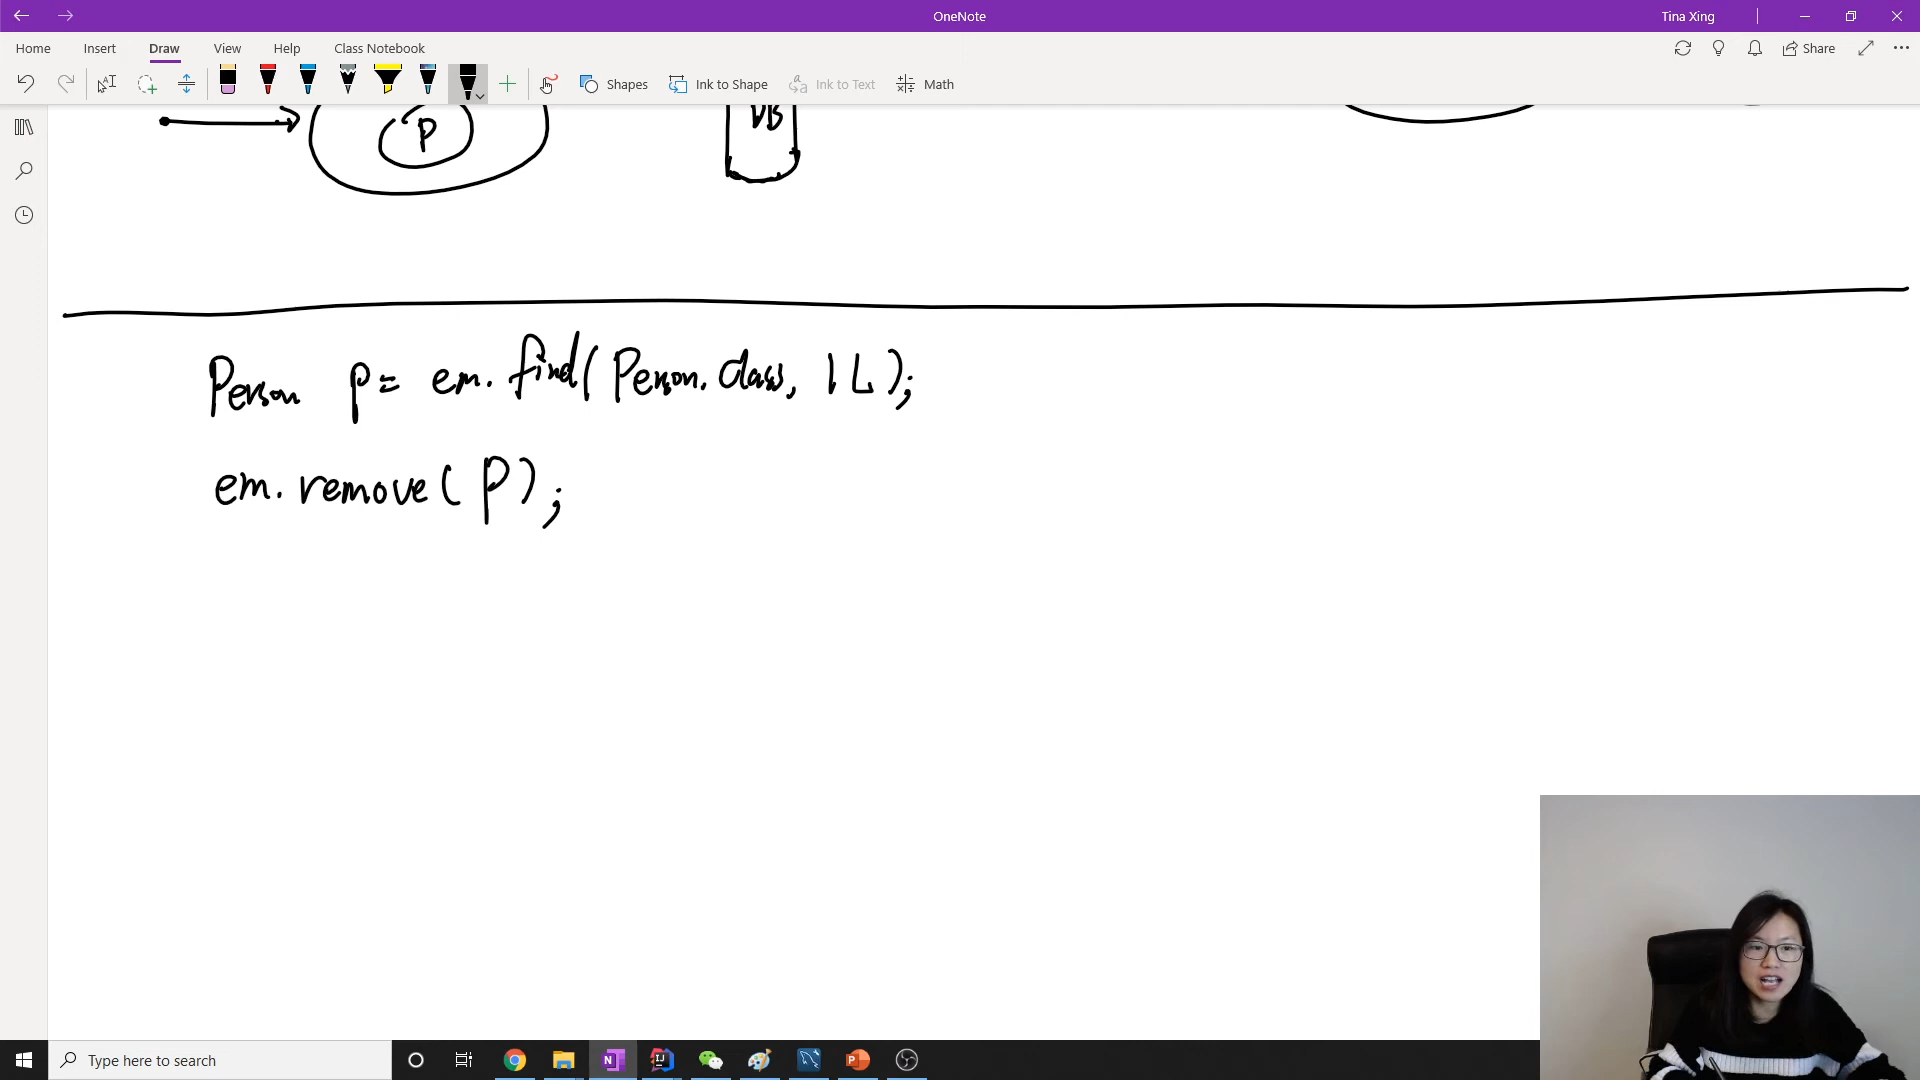 OneNote
Tina Xing
Home Insert Draw View Help Class Notebook
Share
Shapes Ink to Shape Ink to Text Math
P
DB
Person p = em.find(Person.class, 1L);
em.remove(p);
Type here to search